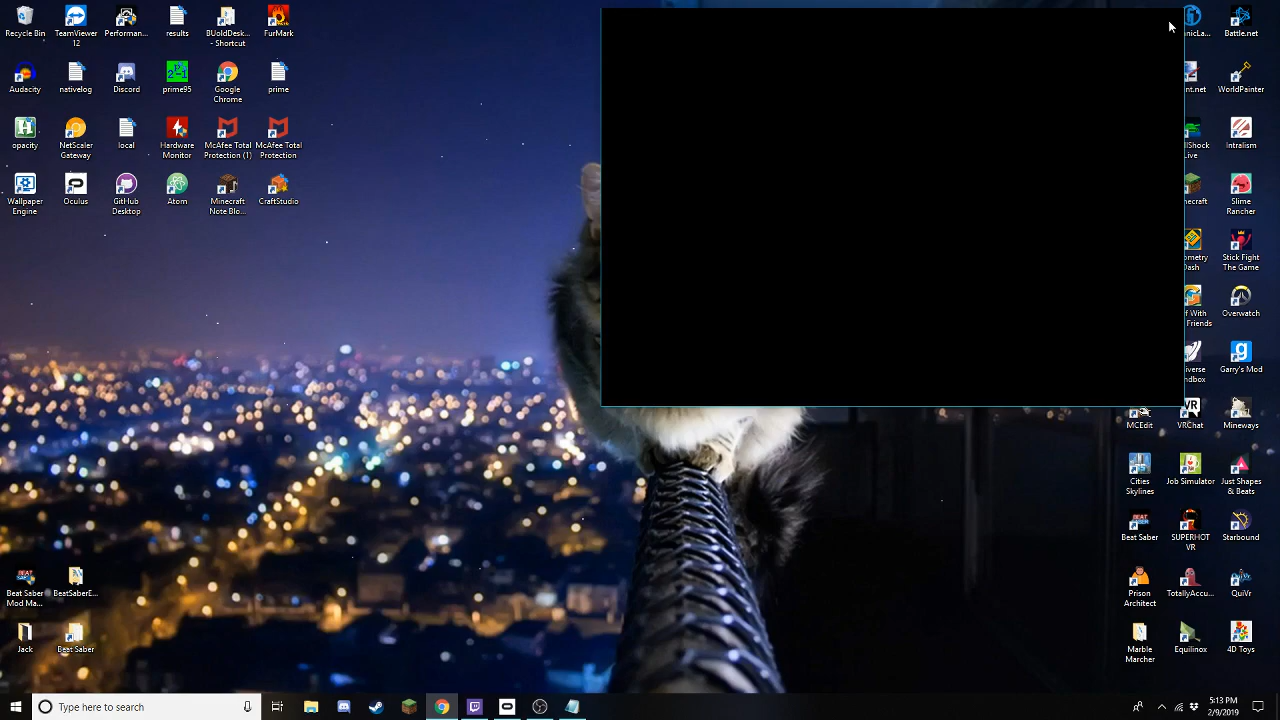 Recycle Bin
TeamViewer
12
Performan...
results
BUoldDesk...
- Shortcut
FurMark
Audacity
nativelog
Discord
prime95
Google
Chrome
prime
opacity
NetScaler
Gateway
local
Hardware
Monitor
McAfee Total
Protection (1)
McAfee Total
Protection
Wallpaper
Engine
Oculus
GitHub
Desktop
Atom
Minecraft
Note Blo...
CraftStudio
Battle.net
WorldPainter
Live
Intralism
Slime
Rancher
Stick Fight
The Game
Friends
Overwatch
Garry's Mod
MCEdit
VRChat
Mineways
Cities
Skylines
Job Simulator
Just Shapes
& Beats
Beat Saber
SUPERHOT
VR
Starbound
Prison
Architect
TotallyAccu...
QuiVr
Marble
Marcher
Equilinox
4D Toys
Beat Saber
Mod Ma...
Jack
Beat Saber
Type here to search
5:13 PM
2/9/2019